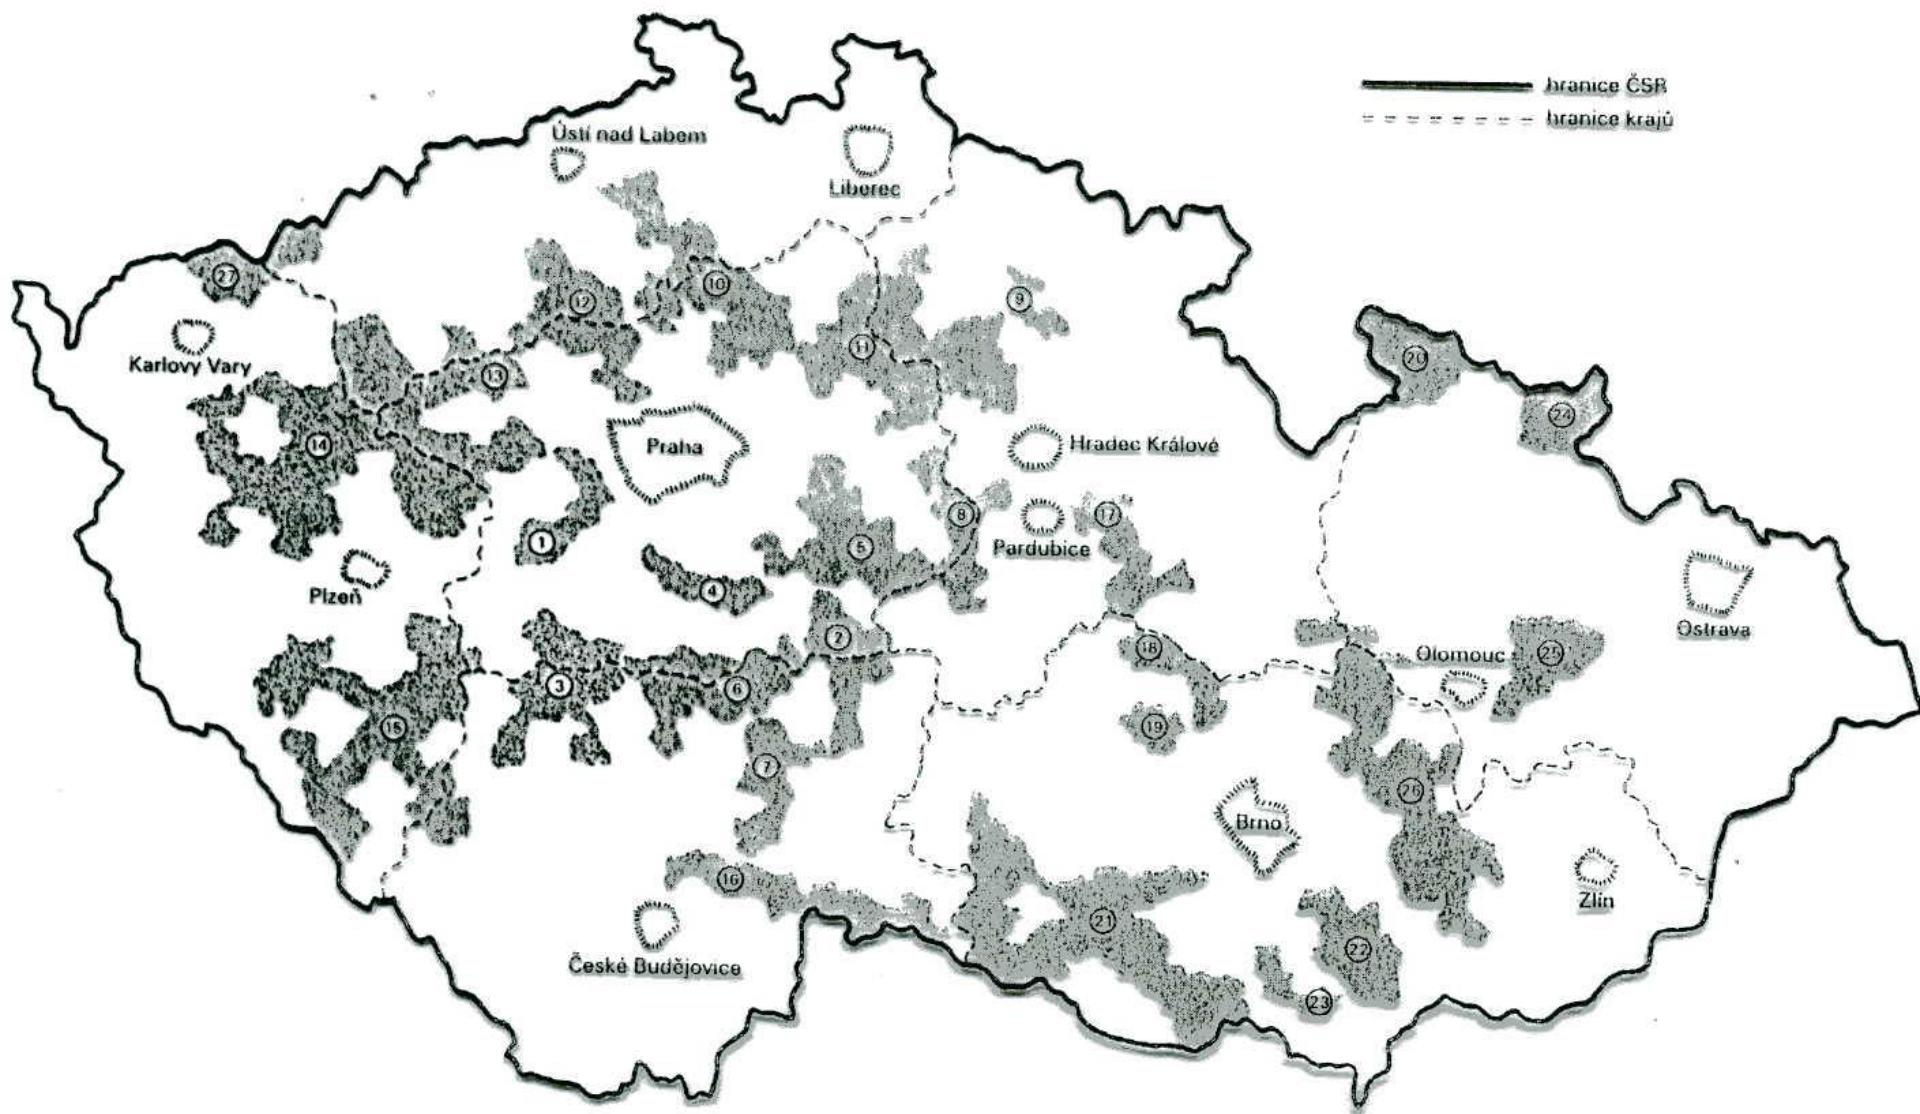 hranice ČSR
hranice krajů
Ústí nad Labem
Liberec
27
12
10
9
Karlovy Vary
13
11
20
24
14
Praha
Hradec Králové
1
5
8
Pardubice
17
Plzeň
4
2
18
Olomouc
25
Ostrava
3
6
15
7
19
26
Brno
16
Zlín
České Budějovice
21
22
23